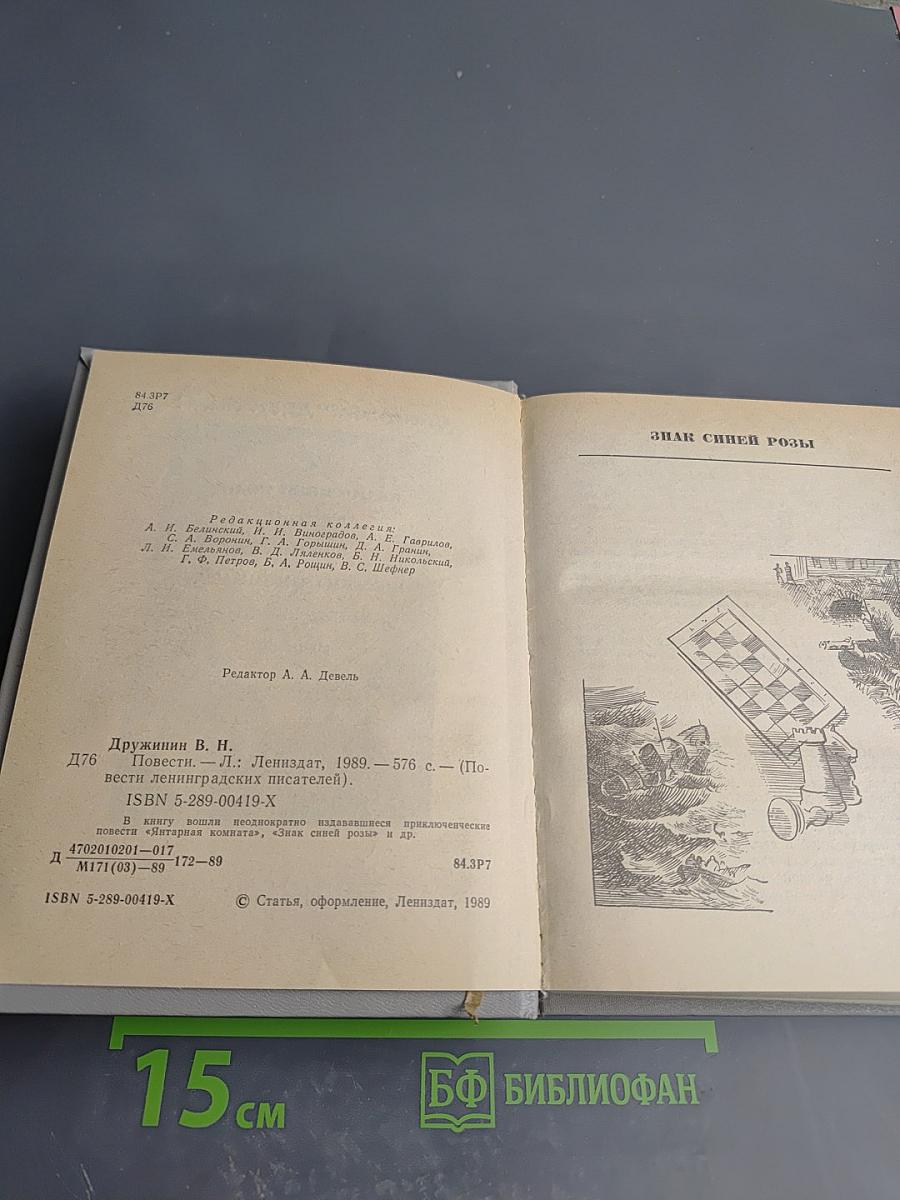 84.3Р7
Д76
Редакционная коллегия:
А. И. Белинский, И. И. Виноградов, А. Е. Гаврилов,
С. А. Воронин, Г. А. Горышин, Д. А. Гранин,
Л. И. Емельянов, В. Д. Ляленков, Б. Н. Никольский,
Г. Ф. Петров, Б. А. Рощин, В. С. Шефнер
Редактор А. А. Девель
Дружинин В. Н.
Д76 Повести. — Л.: Лениздат, 1989. — 576 с. — (По-
вести ленинградских писателей).
ISBN 5-289-00419-X
В книгу вошли неоднократно издававшиеся приключенческие
повести «Янтарная комната», «Знак синей розы» и др.
Д 4702010201—017
М171(03)—89 172—89
84.3Р7
ISBN 5-289-00419-X
© Статья, оформление, Лениздат, 1989
ЗНАК СИНЕЙ РОЗЫ
15 см
БФ БИБЛИОФАН